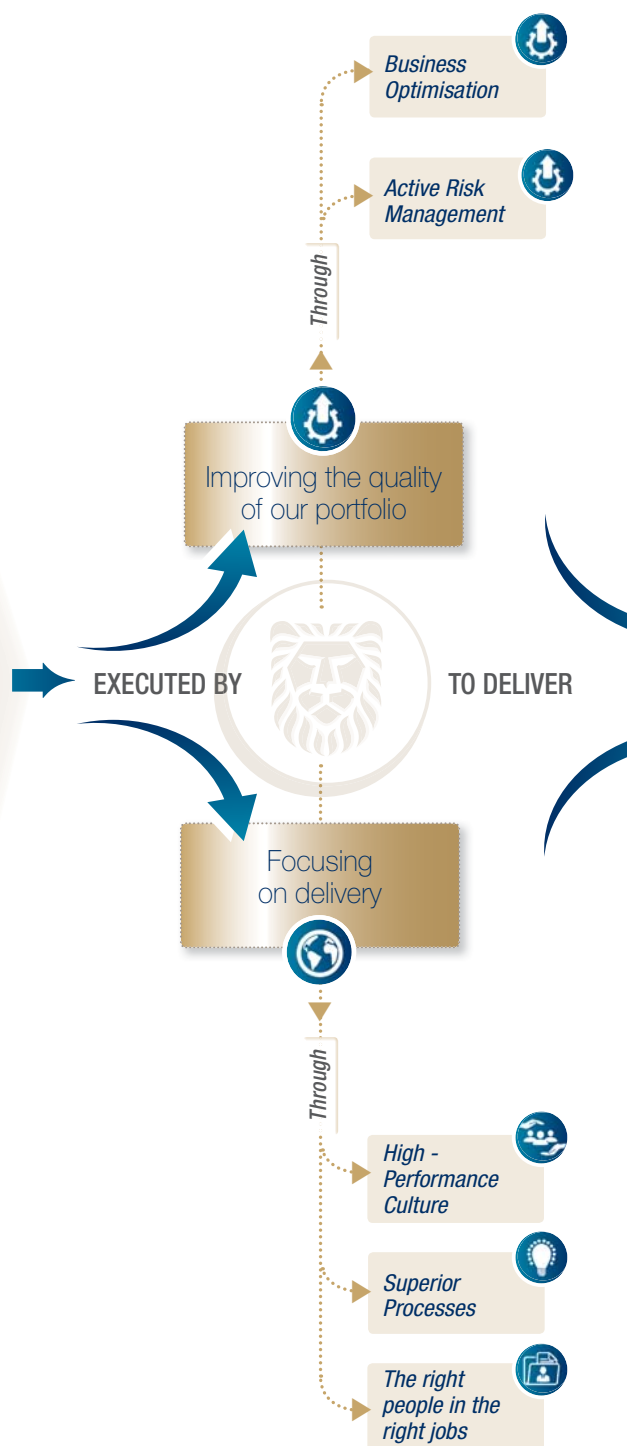 Business
Optimisation
Active Risk
Management
Through
Improving the quality
of our portfolio
EXECUTED BY
TO DELIVER
Focusing
on delivery
Through
High -
Performance
Culture
Superior
Processes
The right
people in the
right jobs